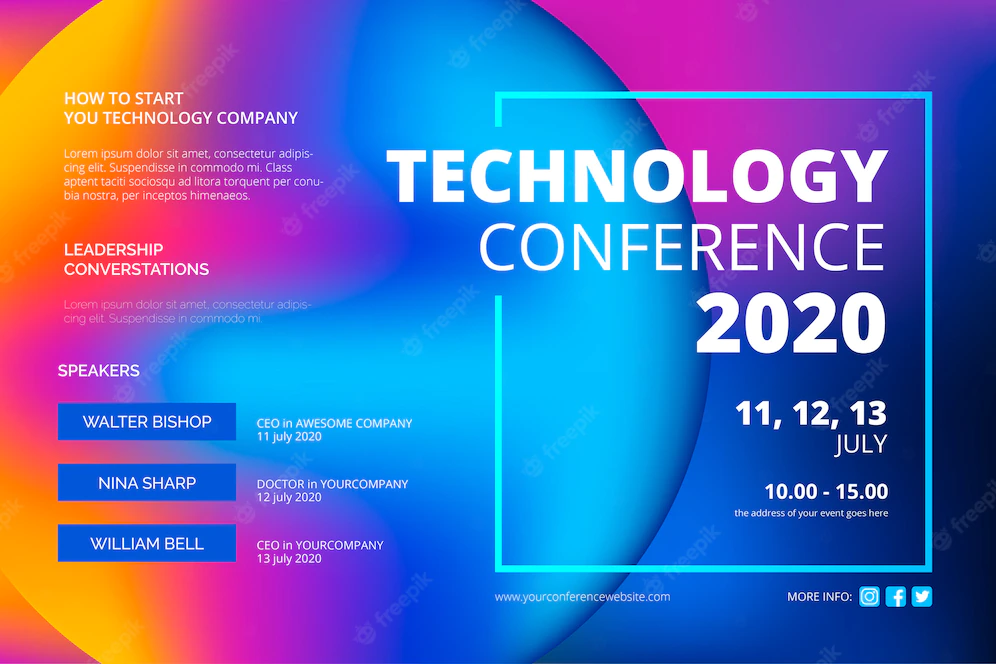 HOW TO START
YOU TECHNOLOGY COMPANY
Lorem ipsum dolor sit amet, consectetur adipis-
cing elit. Suspendisse in commodo mi. Class
aptent taciti sociosqu ad litora torquent per conu-
bia nostra, per inceptos himenaeos.
LEADERSHIP
CONVERSTATIONS
Lorem ipsum dolor sit amet, consectetur adipis-
cing elit. Suspendisse in commodo mi.
SPEAKERS
WALTER BISHOP
CEO in AWESOME COMPANY
11 july 2020
NINA SHARP
DOCTOR in YOURCOMPANY
12 july 2020
WILLIAM BELL
CEO in YOURCOMPANY
13 july 2020
TECHNOLOGY
CONFERENCE
2020
11, 12, 13
JULY
10.00 - 15.00
the address of your event goes here
www.yourconferencewebsite.com
MORE INFO:
freepik